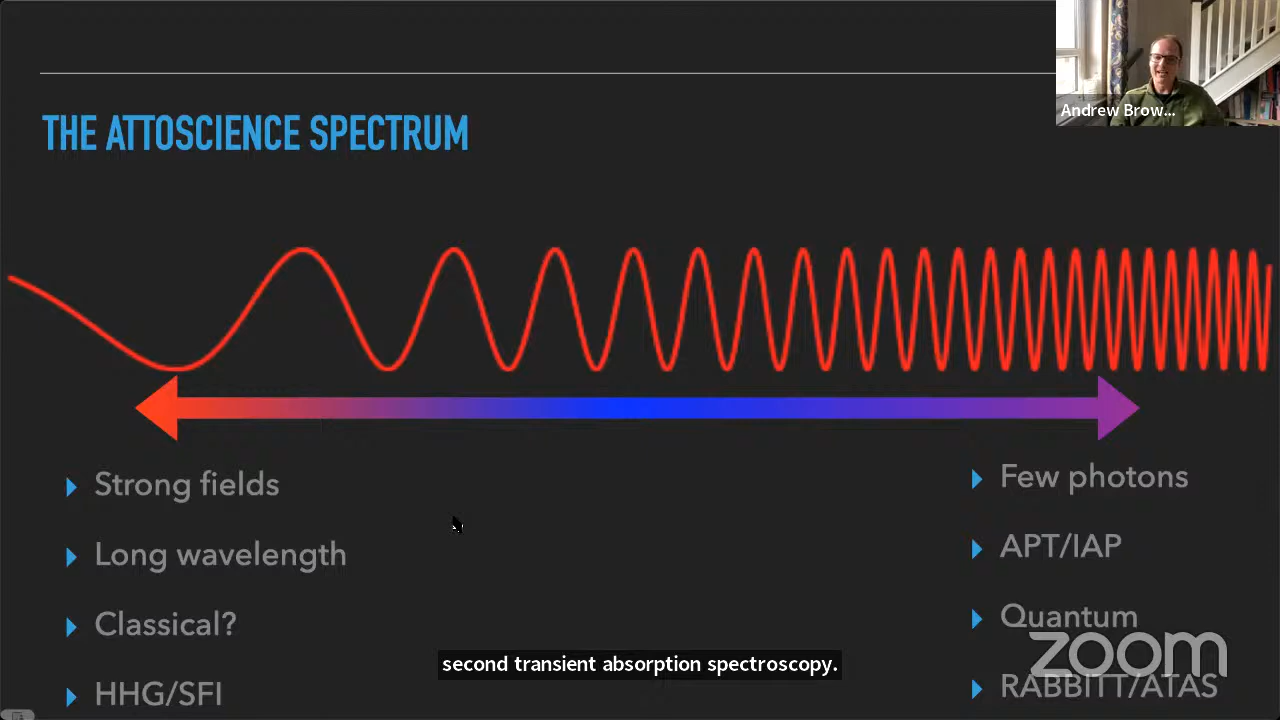 Andrew Brow...
THE ATTOSCIENCE SPECTRUM
Strong fields
Long wavelength
Classical?
HHG/SFI
Few photons
APT/IAP
Quantum
RABBITT/ATAS
zoom
second transient absorption spectroscopy.